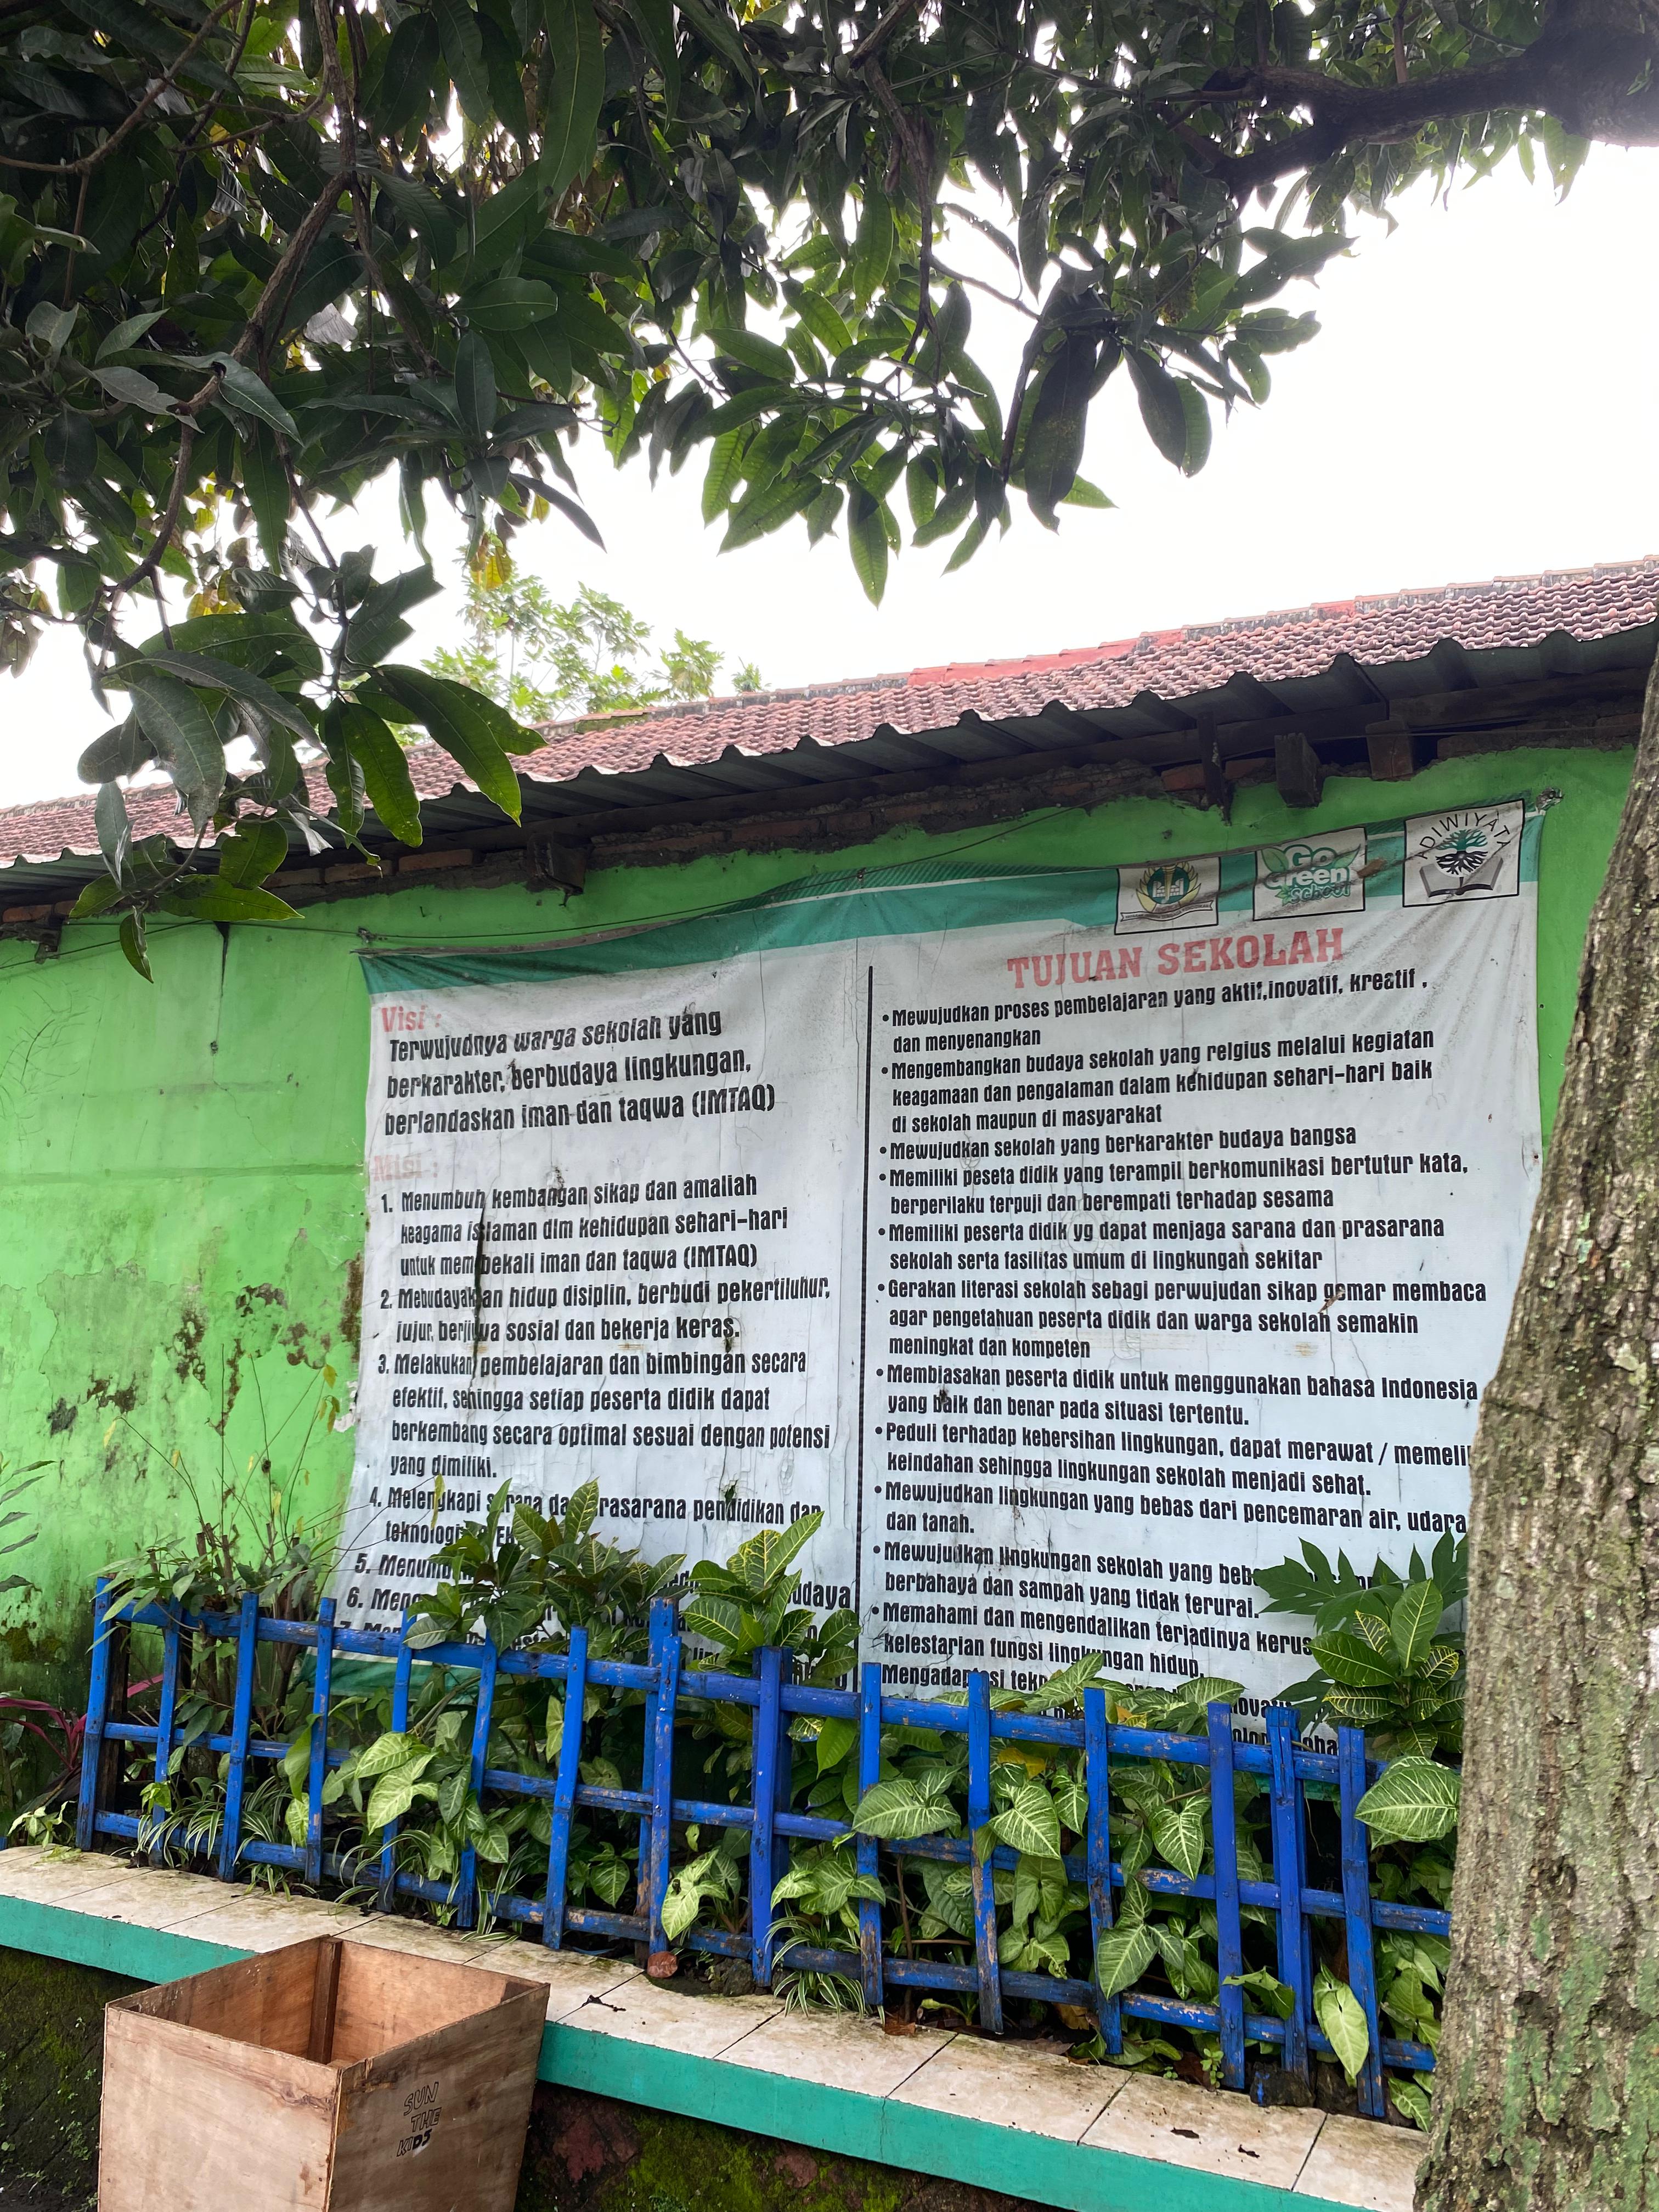 ADIWIYATA
Go
Green
School
Visi :
Terwujudnya warga sekolah yang
berkarakter, berbudaya lingkungan,
berlandaskan iman dan taqwa (IMTAQ)
Misi :
1. Menumbuh kembangan sikap dan amaliah
keagama islaman dlm kehidupan sehari-hari
untuk membekali iman dan taqwa (IMTAQ)
2. Mebudayakan hidup disiplin, berbudi pekertiluhur,
jujur, berjiwa sosial dan bekerja keras.
3. Melakukan pembelajaran dan bimbingan secara
efektif, sehingga setiap peserta didik dapat
berkembang secara optimal sesuai dengan potensi
yang dimiliki.
4. Melengkapi sarana dan prasarana pendidikan dan
teknologi
5.
6.
TUJUAN SEKOLAH
• Mewujudkan proses pembelajaran yang aktif,inovatif, kreatif ,
dan menyenangkan
• Mengembangkan budaya sekolah yang relgius melalui kegiatan
keagamaan dan pengalaman dalam kehidupan sehari-hari baik
di sekolah maupun di masyarakat
• Mewujudkan sekolah yang berkarakter budaya bangsa
• Memiliki peseta didik yang terampil berkomunikasi bertutur kata,
berperilaku terpuji dan berempati terhadap sesama
• Memiliki peserta didik yg dapat menjaga sarana dan prasarana
sekolah serta fasilitas umum di lingkungan sekitar
• Gerakan literasi sekolah sebagi perwujudan sikap gemar membaca
agar pengetahuan peserta didik dan warga sekolah semakin
meningkat dan kompeten
• Membiasakan peserta didik untuk menggunakan bahasa Indonesia
yang baik dan benar pada situasi tertentu.
• Peduli terhadap kebersihan lingkungan, dapat merawat / memeli
keindahan sehingga lingkungan sekolah menjadi sehat.
• Mewujudkan lingkungan yang bebas dari pencemaran air, udara
dan tanah.
• Mewujudkan lingkungan sekolah yang beb
berbahaya dan sampah yang tidak terurai.
• Memahami dan mengendalikan terjadinya kerus
kelestarian fungsi lingkungan hidup.
Mengadaptasi
SUN
THE
KIDS